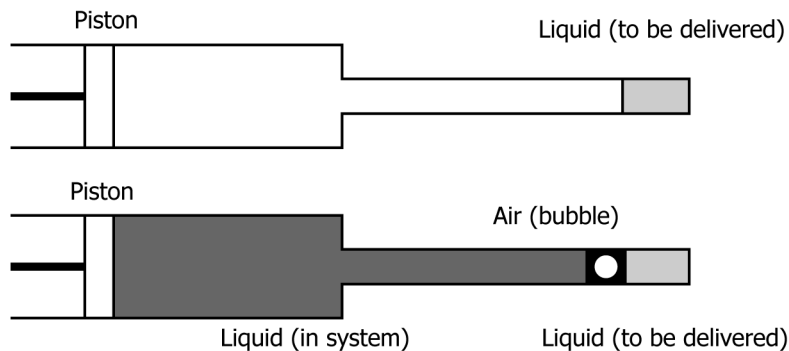 Piston
Liquid (to be delivered)
Piston
Air (bubble)
Liquid (in system)
Liquid (to be delivered)